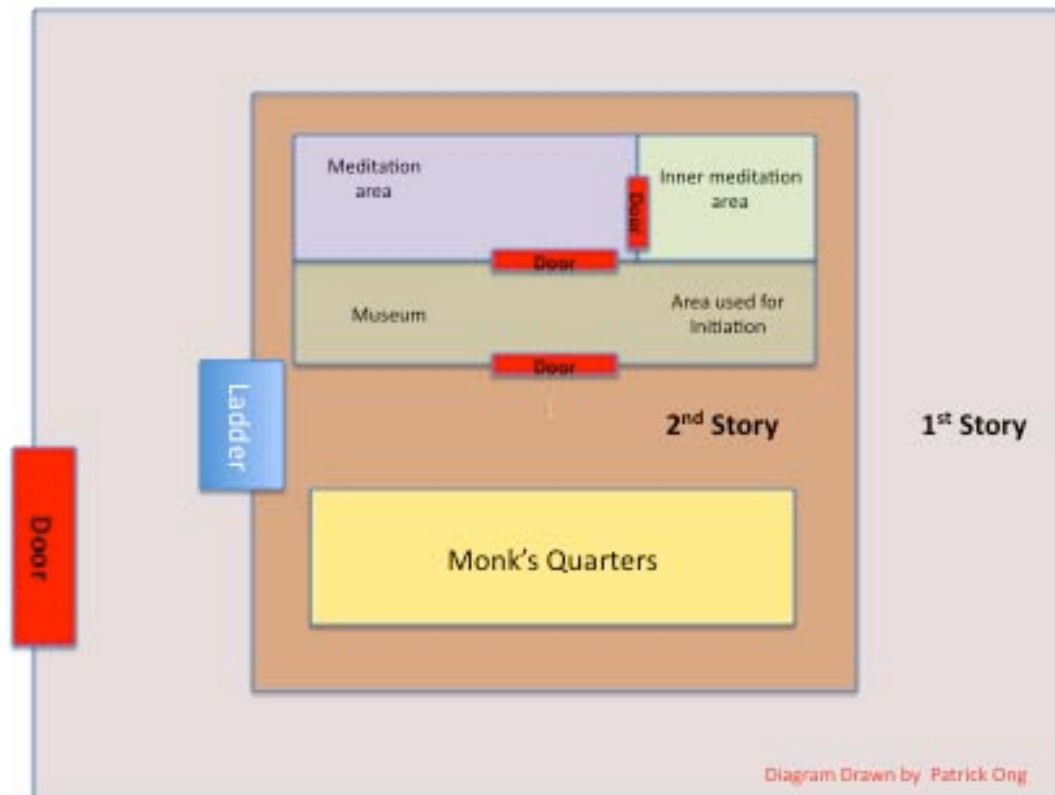 Meditation
area
Inner meditation
area
Door
Door
Museum
Area used for
Initiation
Door
Ladder
2nd Story
1st Story
Door
Monk's Quarters
Diagram Drawn by Patrick Ong